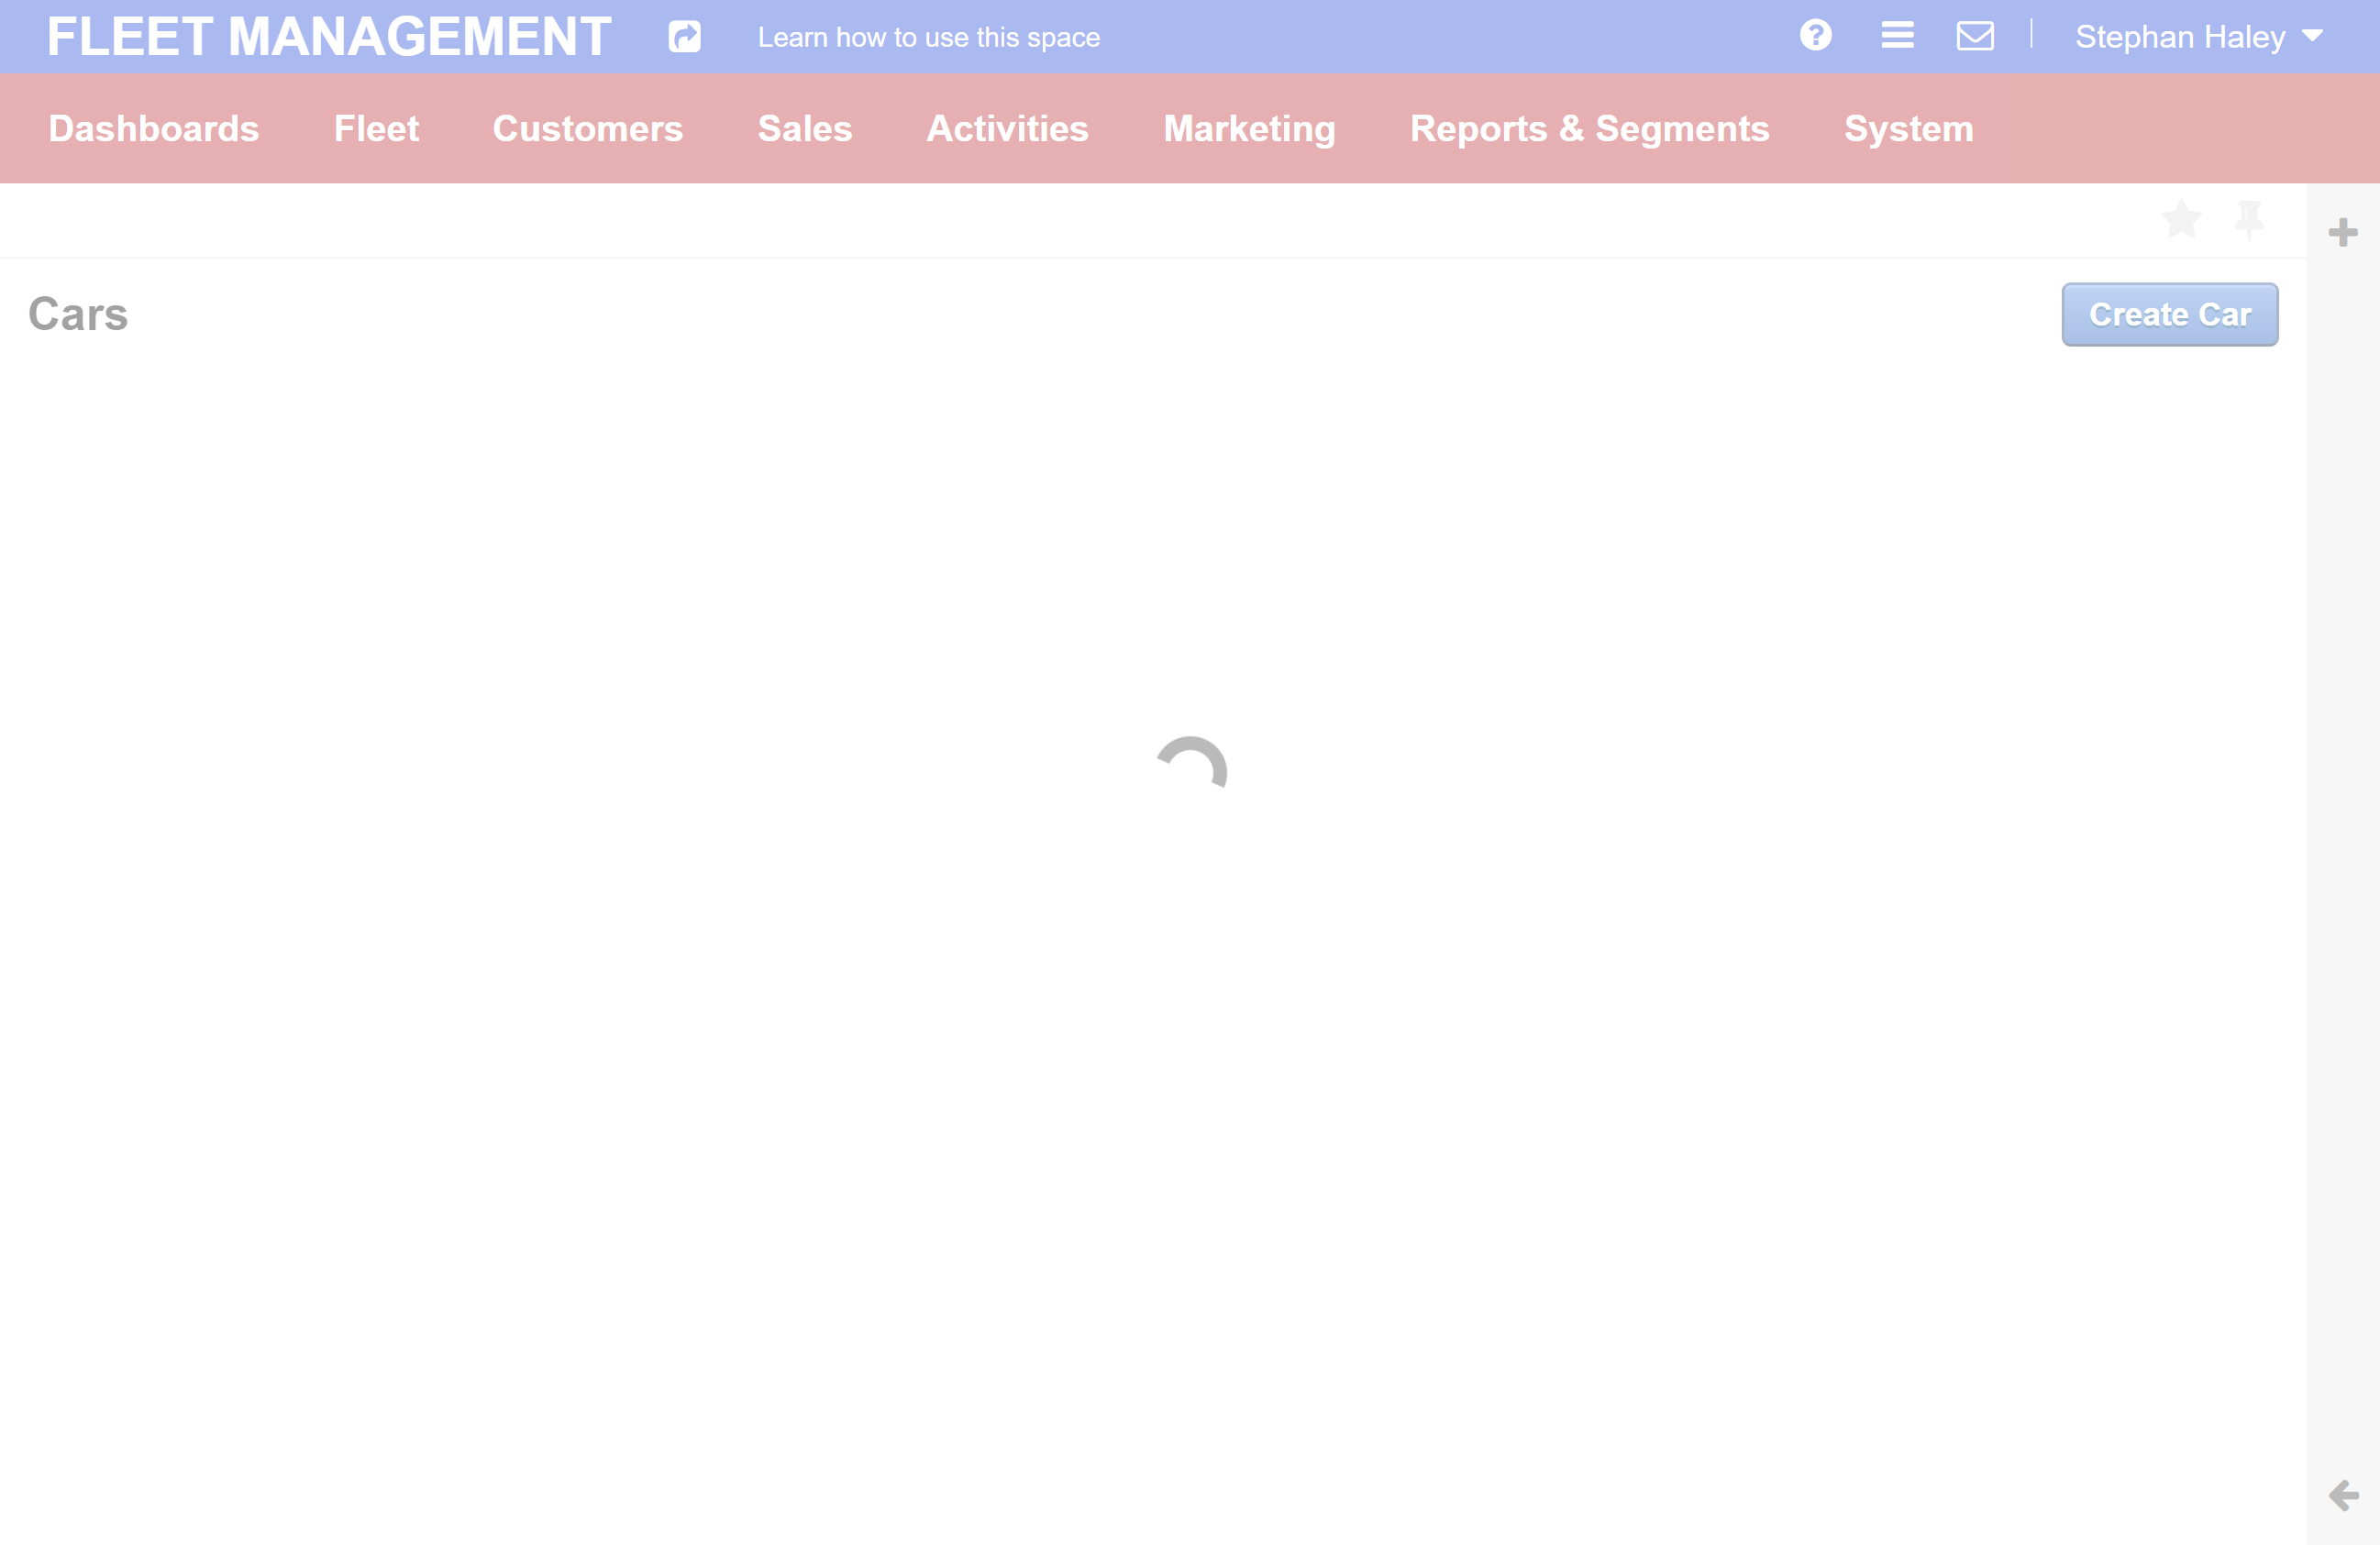 FLEET MANAGEMENT
Learn how to use this space
Stephan Haley
Dashboards
Fleet
Customers
Sales
Activities
Marketing
Reports & Segments
System
Cars
Create Car